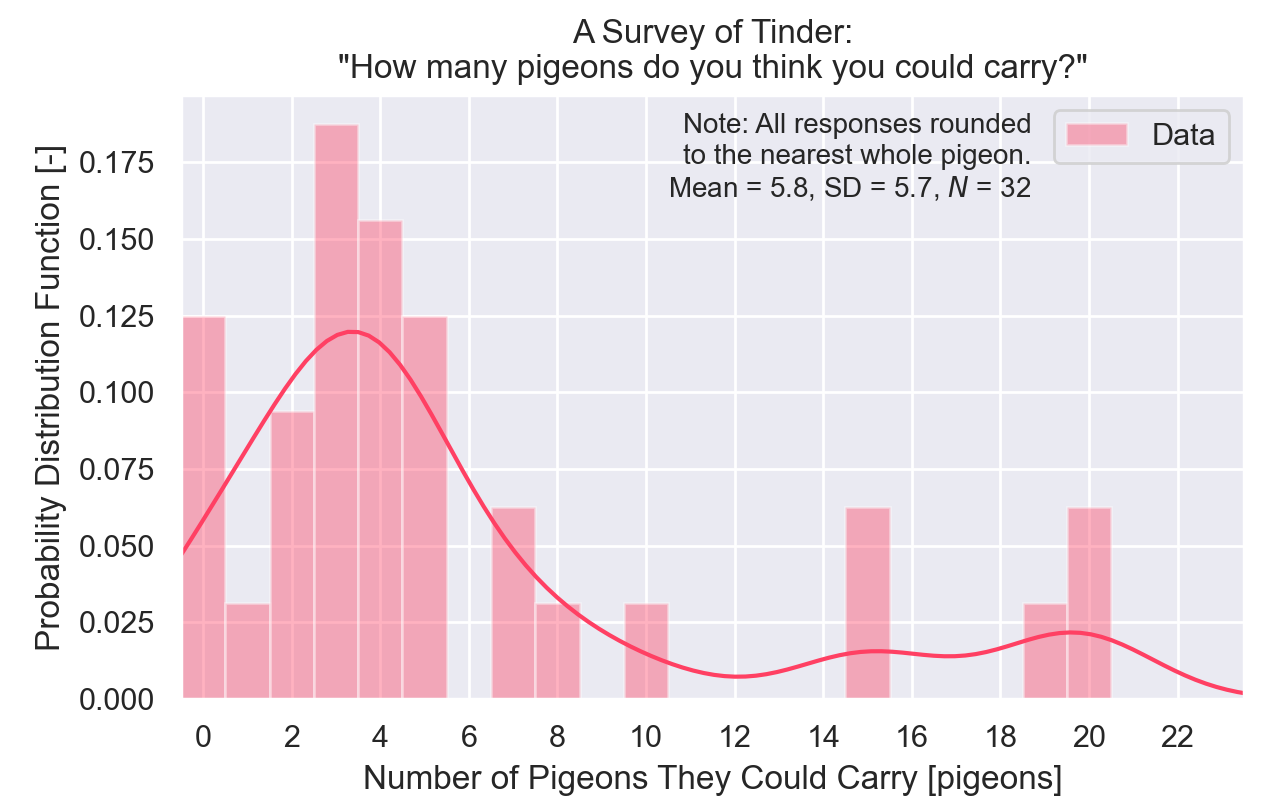 A Survey of Tinder:
"How many pigeons do you think you could carry?"
Note: All responses rounded
to the nearest whole pigeon.
Mean = 5.8, SD = 5.7, N = 32
Data
Probability Distribution Function [-]
0.175
0.150
0.125
0.100
0.075
0.050
0.025
0.000
0 2 4 6 8 10 12 14 16 18 20 22
Number of Pigeons They Could Carry [pigeons]